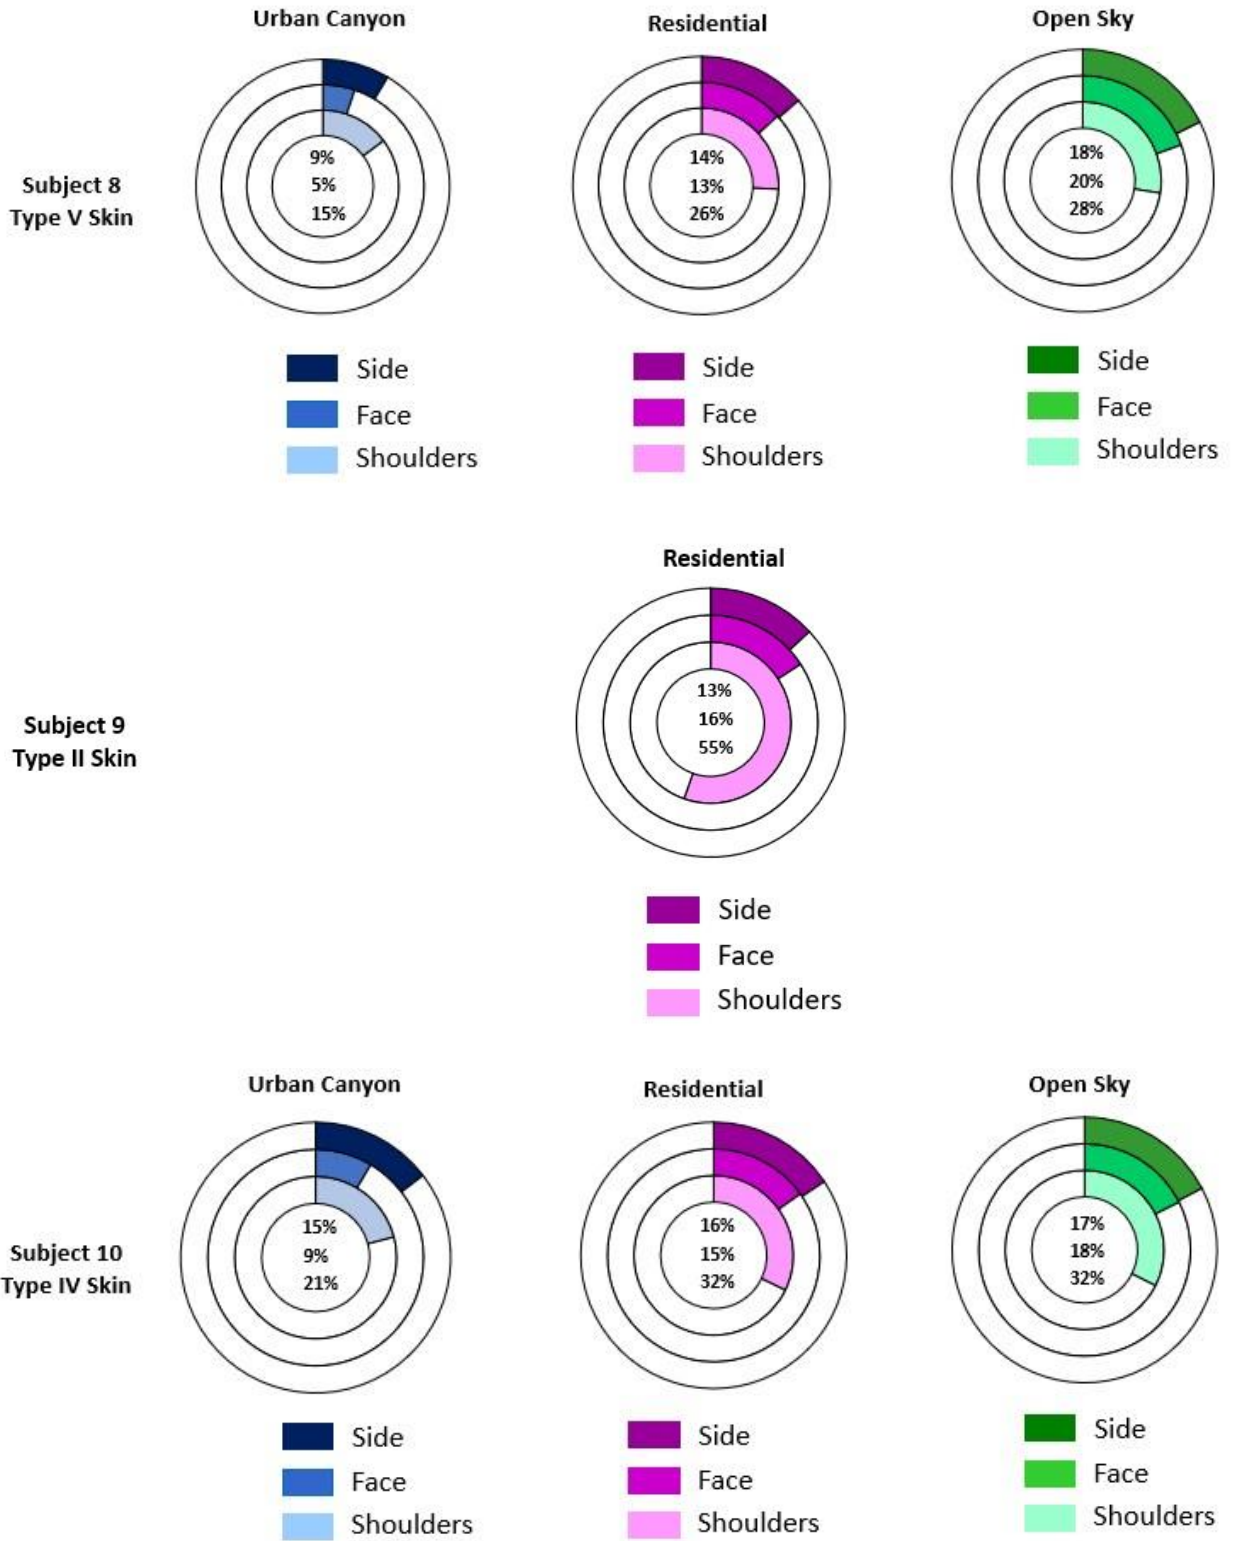 Urban Canyon
Residential
Open Sky
Subject 8
Type V Skin
9%
5%
15%
14%
13%
26%
18%
20%
28%
Side
Face
Shoulders
Side
Face
Shoulders
Side
Face
Shoulders
Residential
Subject 9
Type II Skin
13%
16%
55%
Side
Face
Shoulders
Urban Canyon
Residential
Open Sky
Subject 10
Type IV Skin
15%
9%
21%
16%
15%
32%
17%
18%
32%
Side
Face
Shoulders
Side
Face
Shoulders
Side
Face
Shoulders